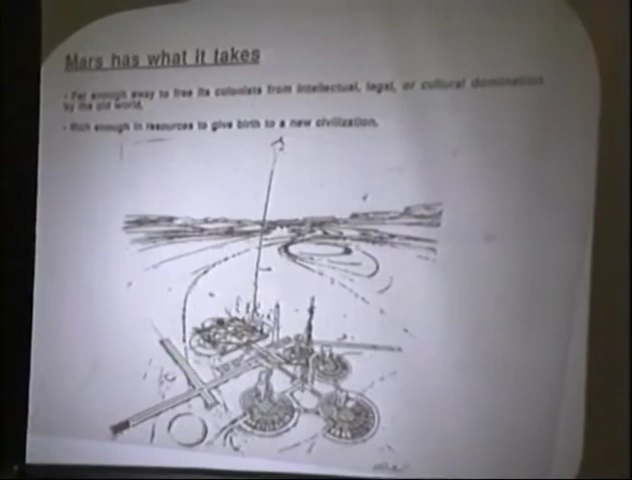 Mars has what it takes
- Far enough away to free its colonists from intellectual, legal, or cultural domination
by the old world.
- Rich enough in resources to give birth to a new civilization.